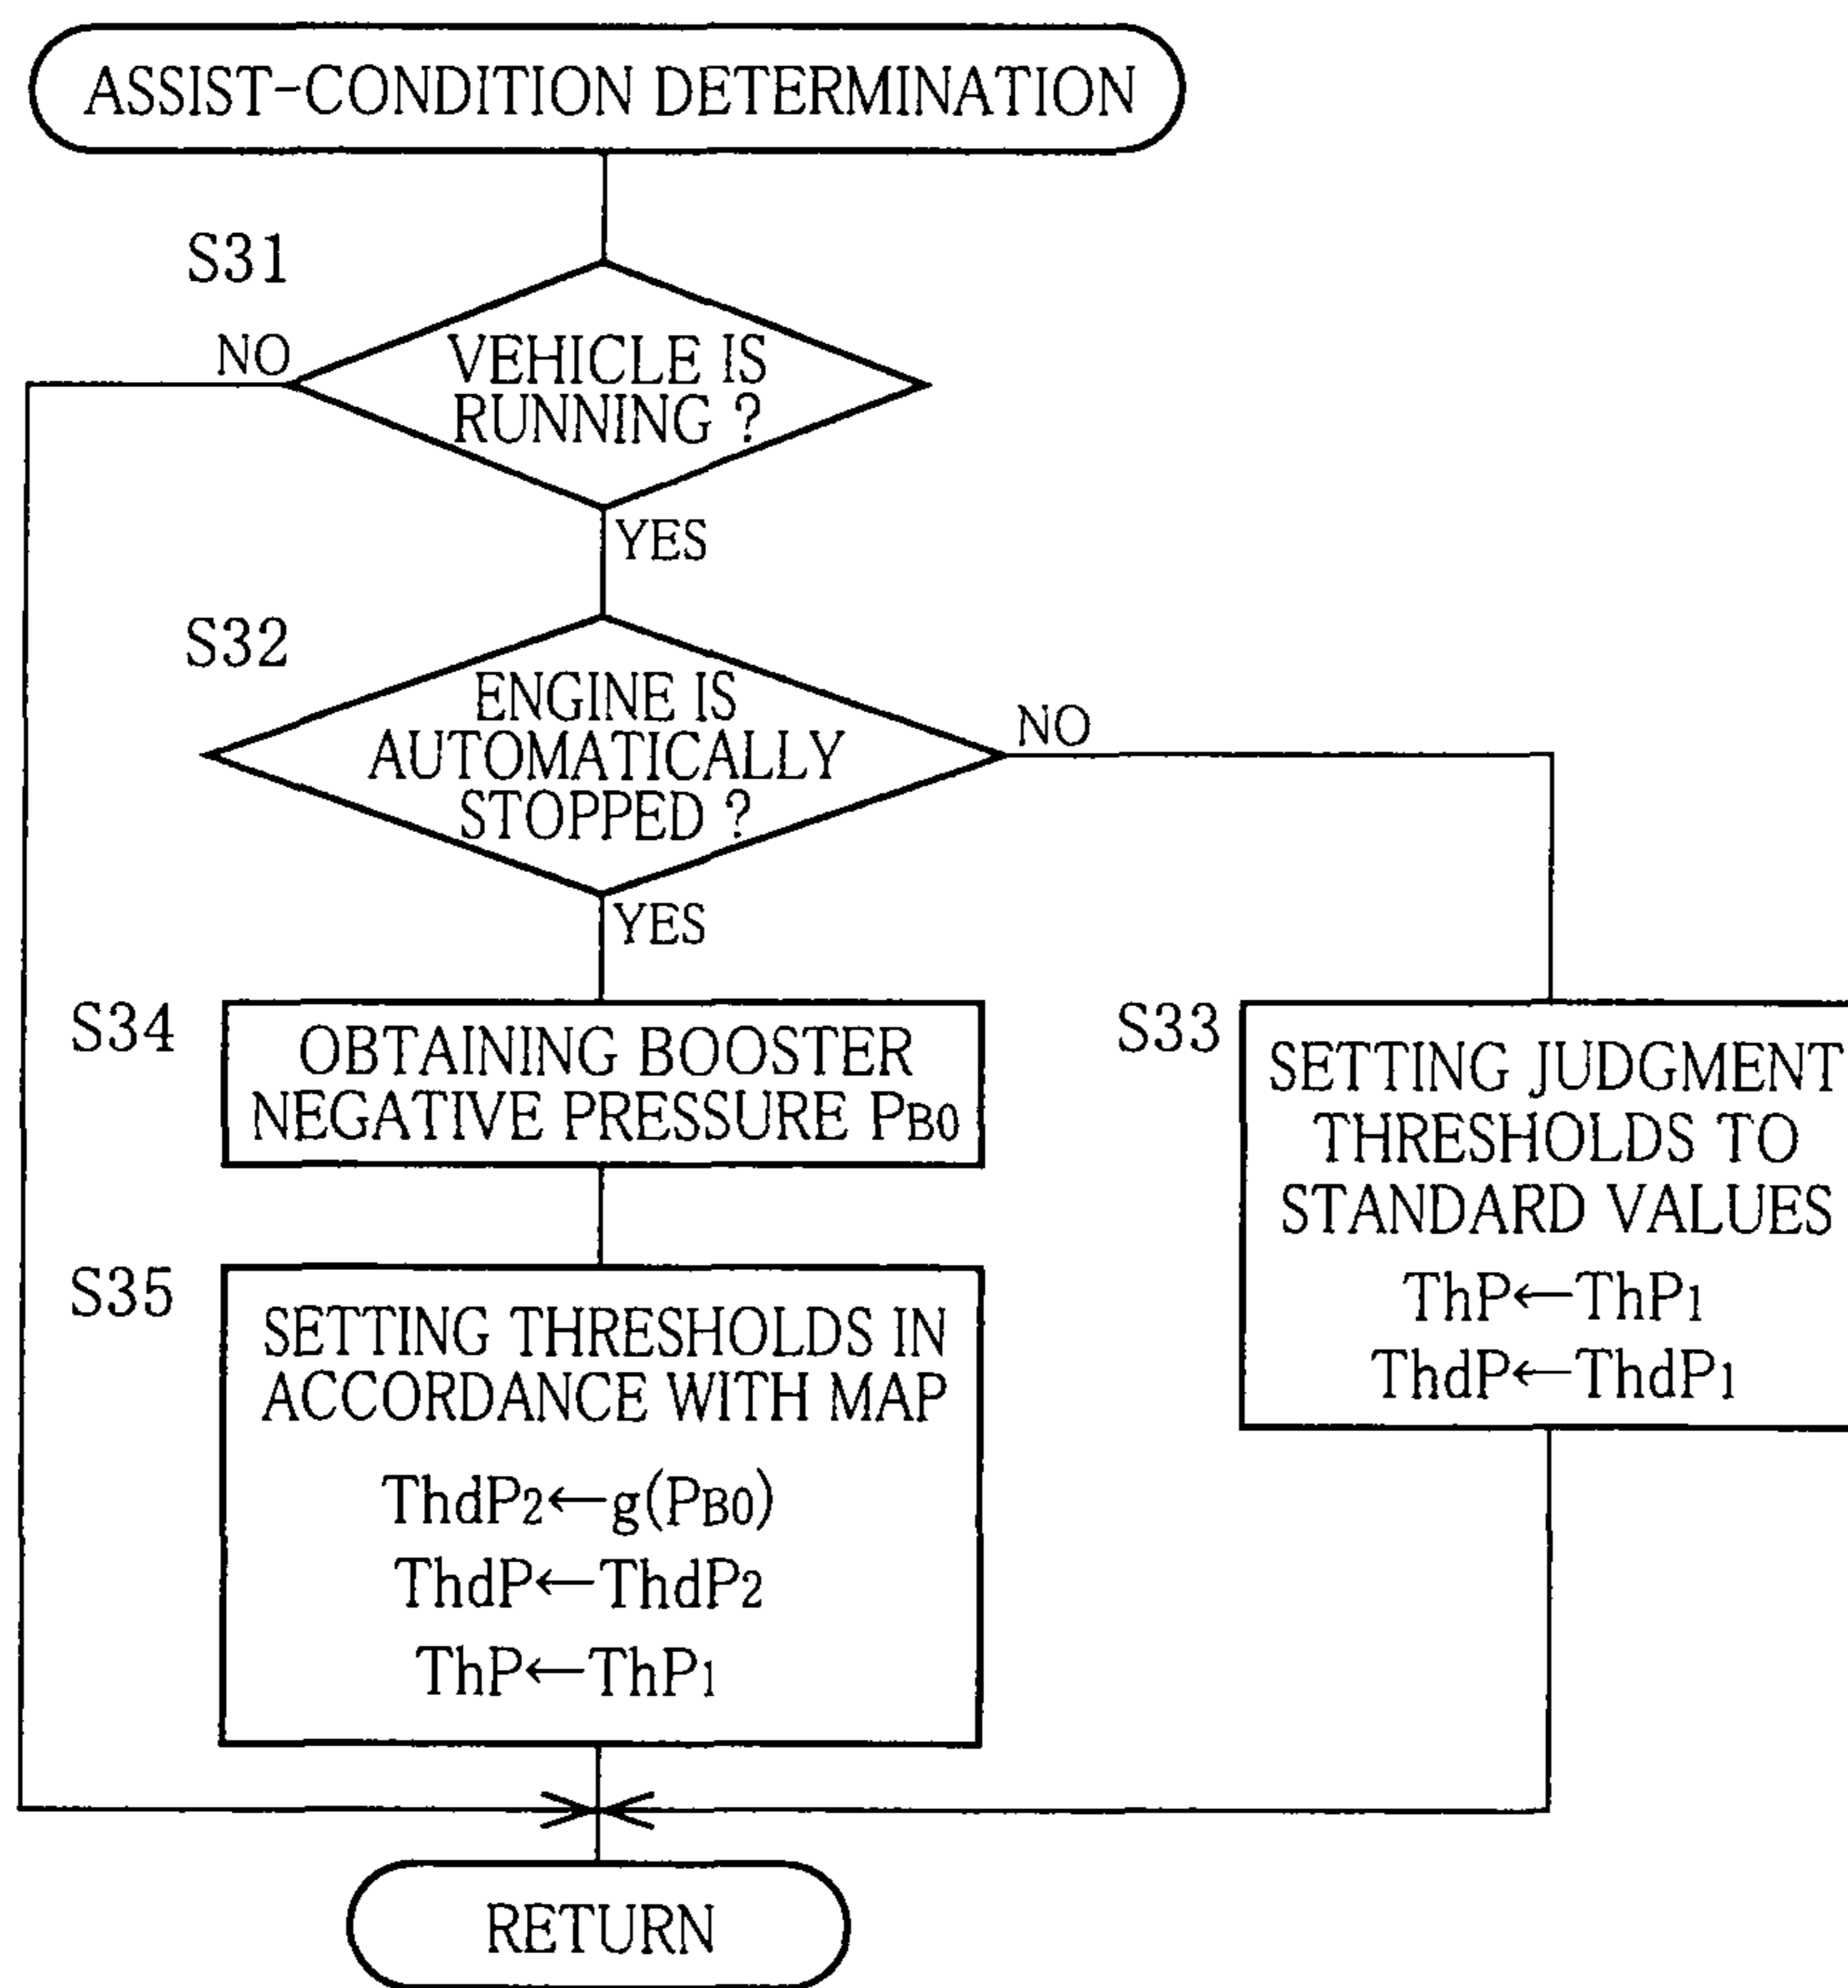 ASSIST-CONDITION DETERMINATION
S31
NO
VEHICLE IS
RUNNING ?
YES
S32
ENGINE IS
AUTOMATICALLY
STOPPED ?
NO
YES
S34
OBTAINING BOOSTER
NEGATIVE PRESSURE PB0
S33
SETTING JUDGMENT
THRESHOLDS TO
STANDARD VALUES
ThP←ThP1
ThdP←ThdP1
S35
SETTING THRESHOLDS IN
ACCORDANCE WITH MAP
ThdP2←g(PB0)
ThdP←ThdP2
ThP←ThP1
RETURN